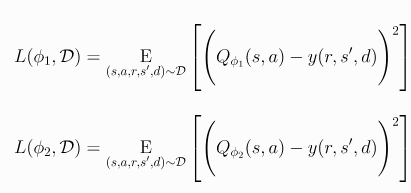 L(ϕ₁, 𝒟) = E_{(s,a,r,s′,d)∼𝒟} [ ( Q_{ϕ₁}(s, a) − y(r, s′, d) )² ]
L(ϕ₂, 𝒟) = E_{(s,a,r,s′,d)∼𝒟} [ ( Q_{ϕ₂}(s, a) − y(r, s′, d) )² ]